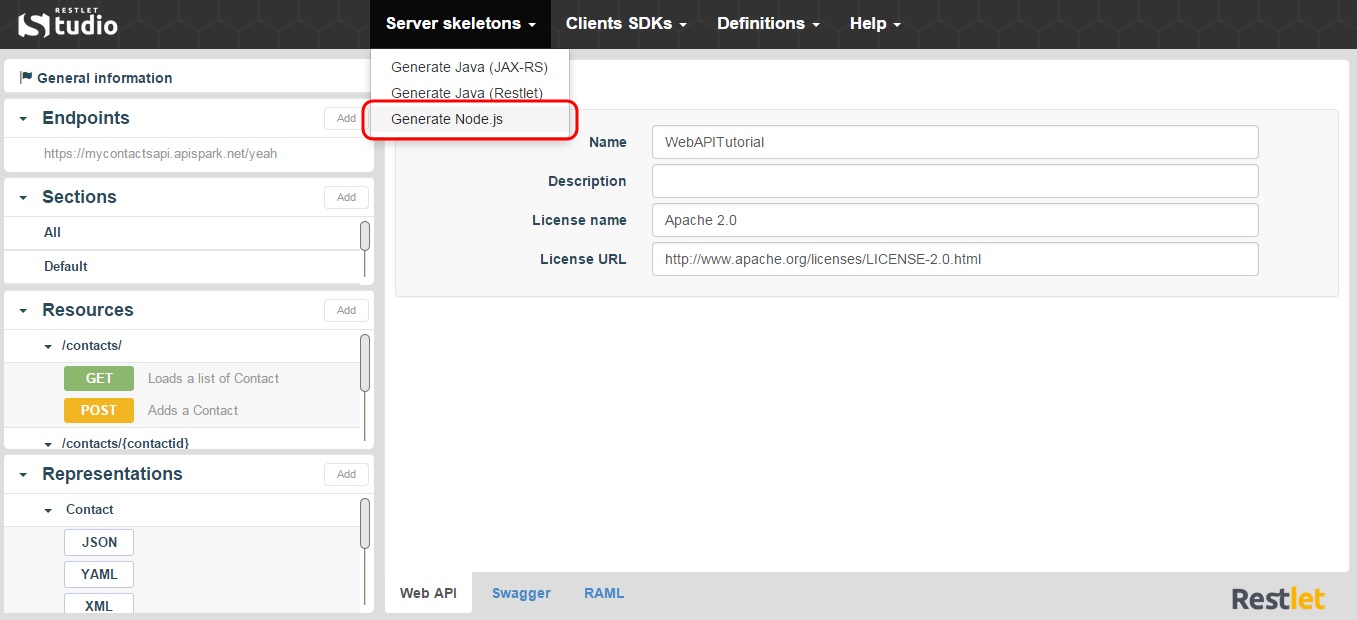 RESTLET
Studio
Server skeletons
Clients SDKs
Definitions
Help
Generate Java (JAX-RS)
Generate Java (Restlet)
Generate Node.js
General information
Endpoints
Add
https://mycontactsapi.apispark.net/yeah
Sections
Add
All
Default
Resources
Add
/contacts/
GET Loads a list of Contact
POST Adds a Contact
/contacts/{contactid}
Representations
Add
Contact
JSON
YAML
XML
Name WebAPITutorial
Description
License name Apache 2.0
License URL http://www.apache.org/licenses/LICENSE-2.0.html
Web API
Swagger
RAML
Restlet